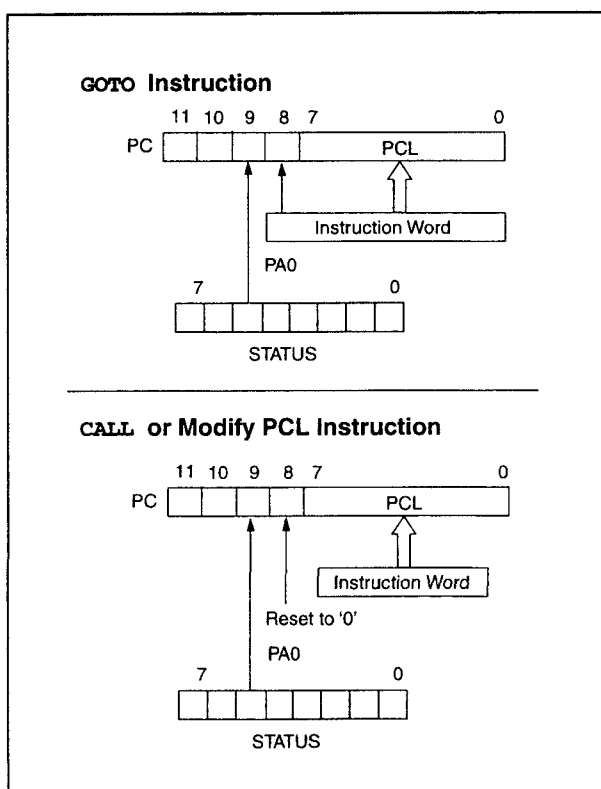 GOTO Instruction
11 10 9 8 7 0
PC PCL
Instruction Word
PA0
7 0
STATUS
CALL or Modify PCL Instruction
11 10 9 8 7 0
PC PCL
Instruction Word
Reset to '0'
PA0
7 0
STATUS